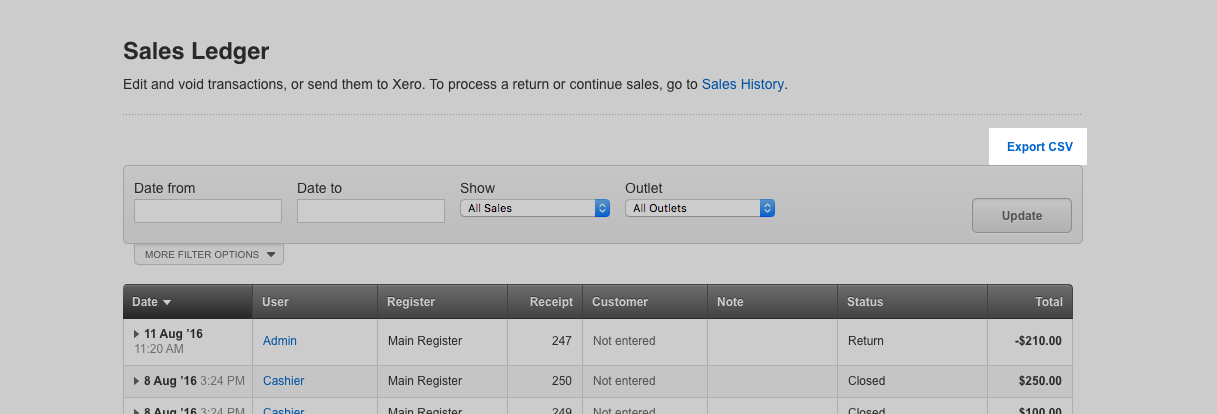 Sales Ledger
Edit and void transactions, or send them to Xero. To process a return or continue sales, go to Sales History.
Export CSV
Date from Date to Show Outlet
All Sales All Outlets
Update
MORE FILTER OPTIONS
Date User Register Receipt Customer Note Status Total
11 Aug '16
11:20 AM
Admin Main Register 247 Not entered Return -$210.00
8 Aug '16 3:24 PM Cashier Main Register 250 Not entered Closed $250.00
8 Aug '16 3:24 PM Cashier Main Register 249 Not entered Closed $100.00